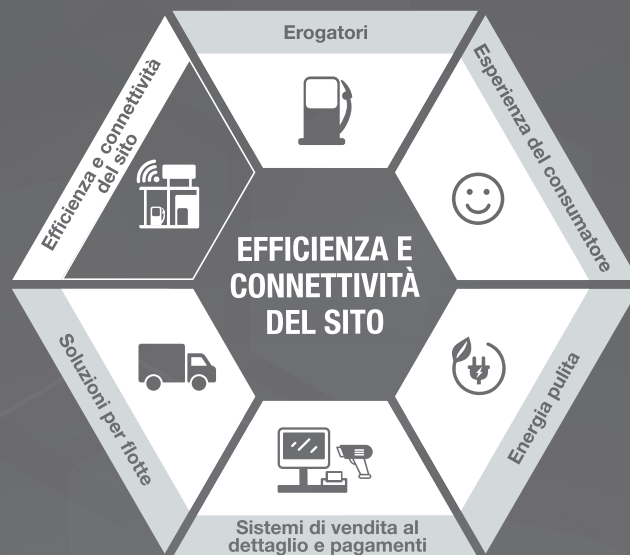 Erogatori
Esperienza del consumatore
Efficienza e connettività
del sito
EFFICIENZA E
CONNETTIVITÀ
DEL SITO
Soluzioni per flotte
Energia pulita
Sistemi di vendita al
dettaglio e pagamenti